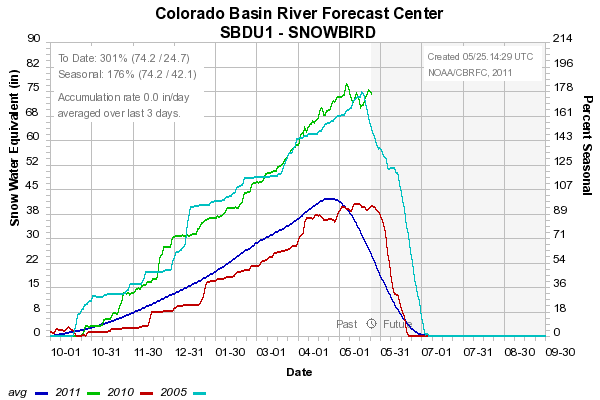 Colorado Basin River Forecast Center
SBDU1 - SNOWBIRD
To Date: 301% (74.2 / 24.7)
Seasonal: 176% (74.2 / 42.1)
Accumulation rate 0.0 in/day
averaged over last 3 days.
Created 05/25.14:29 UTC
NOAA/CBRFC, 2011
Snow Water Equivalent (in)
90
83
75
68
60
52
45
38
30
22
15
8
0
Percent Seasonal
214
196
178
161
143
125
107
89
71
54
36
18
0
Past
Future
10-01 10-31 11-30 12-31 01-30 03-01 04-01 05-01 05-31 07-01 07-31 08-30 09-30
Date
avg 2011 2010 2005